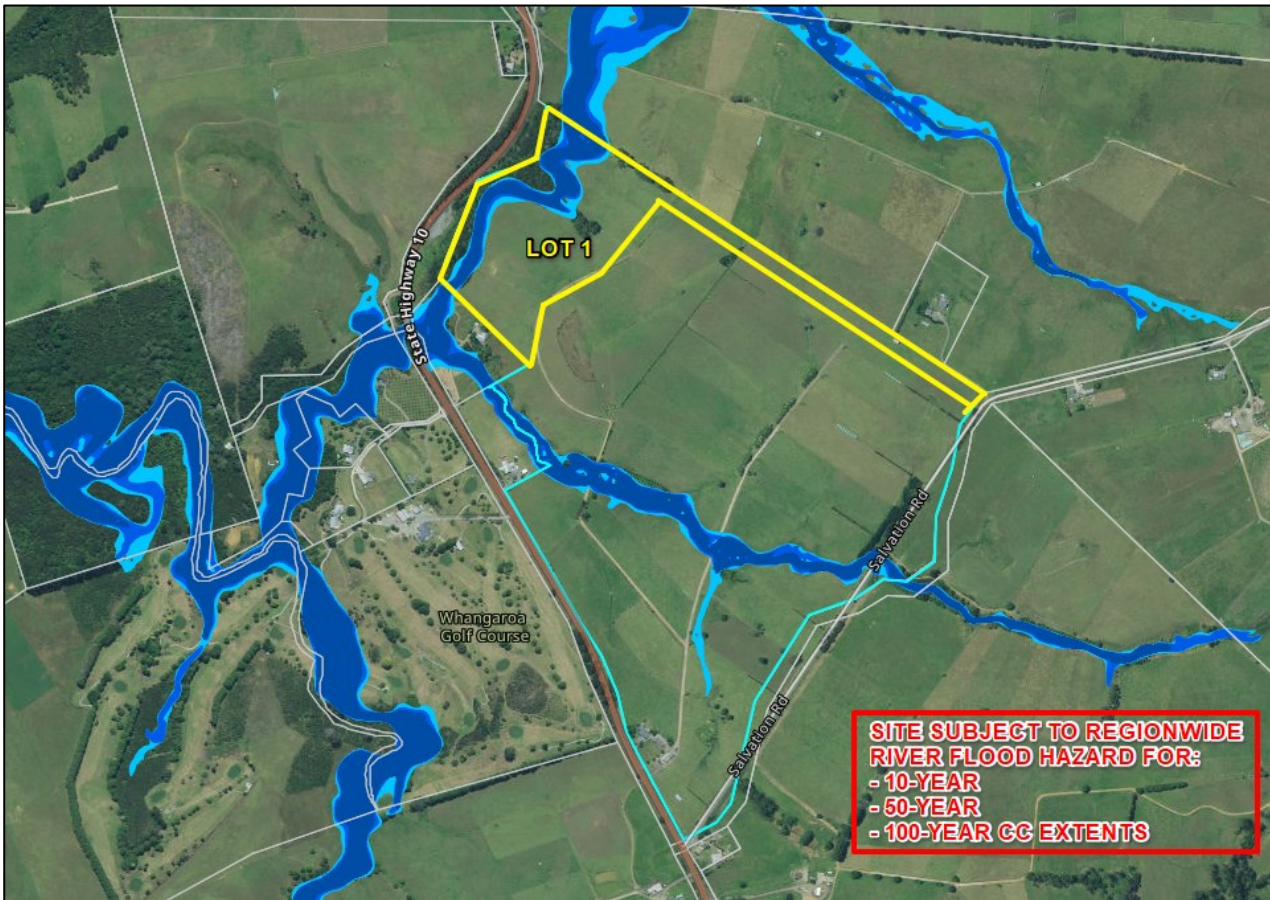 State Highway 10
LOT 1
Salvation Rd
Whangaroa
Golf Course
Salvation Rd
SITE SUBJECT TO REGIONWIDE
RIVER FLOOD HAZARD FOR:
- 10-YEAR
- 50-YEAR
- 100-YEAR CC EXTENTS